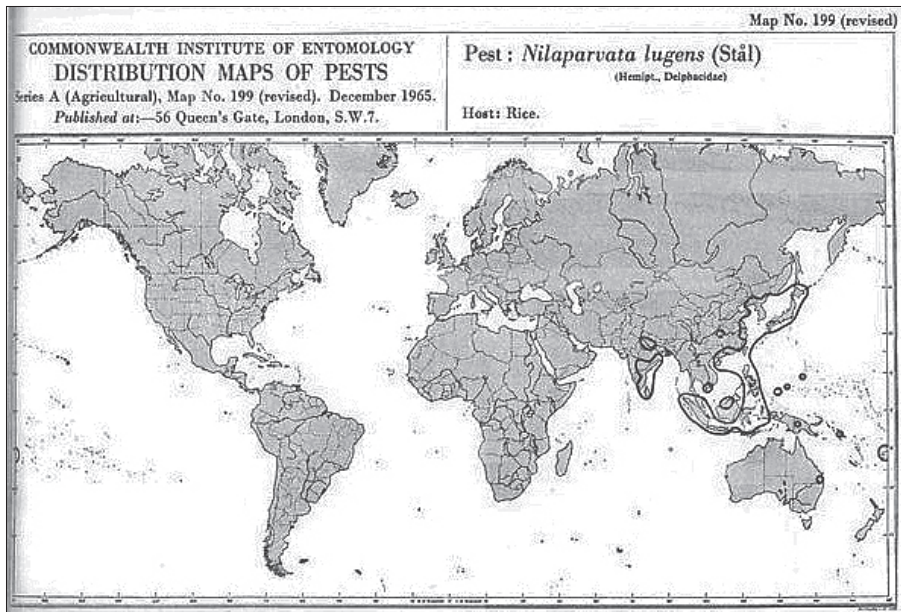 Map No. 199 (revised)
COMMONWEALTH INSTITUTE OF ENTOMOLOGY
DISTRIBUTION MAPS OF PESTS
Series A (Agricultural), Map No. 199 (revised). December 1965.
Published at:—56 Queen's Gate, London, S.W.7.
Pest : Nilaparvata lugens (Stål)
(Hemipt., Delphacidae)
Host: Rice.